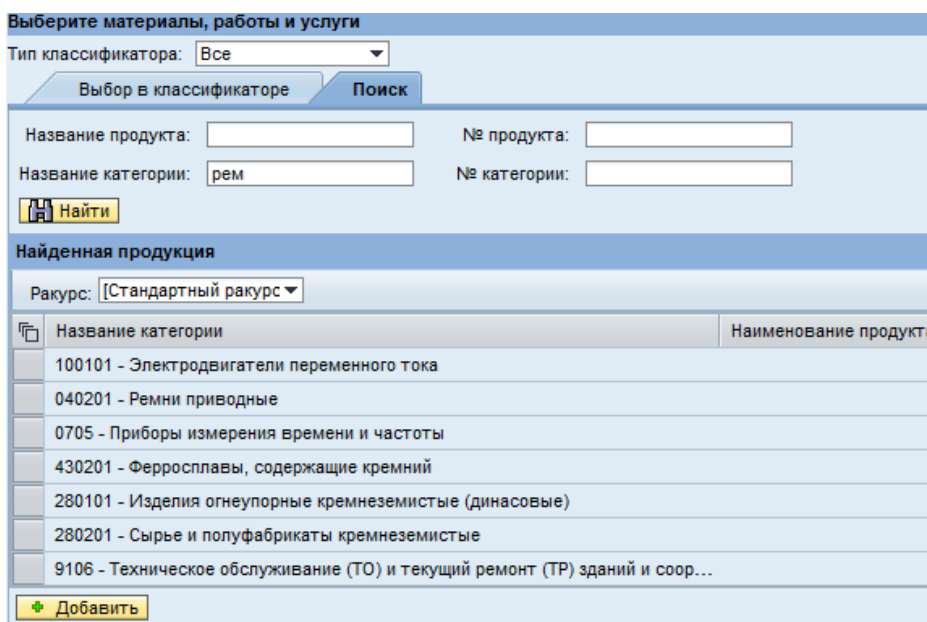 Выберите материалы, работы и услуги
Тип классификатора: Все
Выбор в классификаторе Поиск
Название продукта: № продукта:
Название категории: рем № категории:
Найти
Найденная продукция
Ракурс: [Стандартный ракурс
Название категории Наименование продукта
100101 - Электродвигатели переменного тока
040201 - Ремни приводные
0705 - Приборы измерения времени и частоты
430201 - Ферросплавы, содержащие кремний
280101 - Изделия огнеупорные кремнеземистые (динасовые)
280201 - Сырье и полуфабрикаты кремнеземистые
9106 - Техническое обслуживание (ТО) и текущий ремонт (ТР) зданий и соор...
Добавить